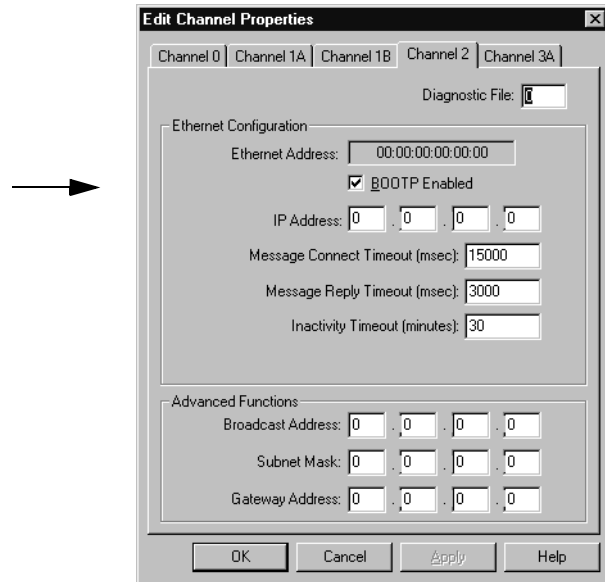 Edit Channel Properties
Channel 0 Channel 1A Channel 1B Channel 2 Channel 3A
Diagnostic File: 0
Ethernet Configuration
Ethernet Address: 00:00:00:00:00:00
BOOTP Enabled
IP Address: 0 . 0 . 0 . 0
Message Connect Timeout (msec): 15000
Message Reply Timeout (msec): 3000
Inactivity Timeout (minutes): 30
Advanced Functions
Broadcast Address: 0 . 0 . 0 . 0
Subnet Mask: 0 . 0 . 0 . 0
Gateway Address: 0 . 0 . 0 . 0
OK Cancel Apply Help